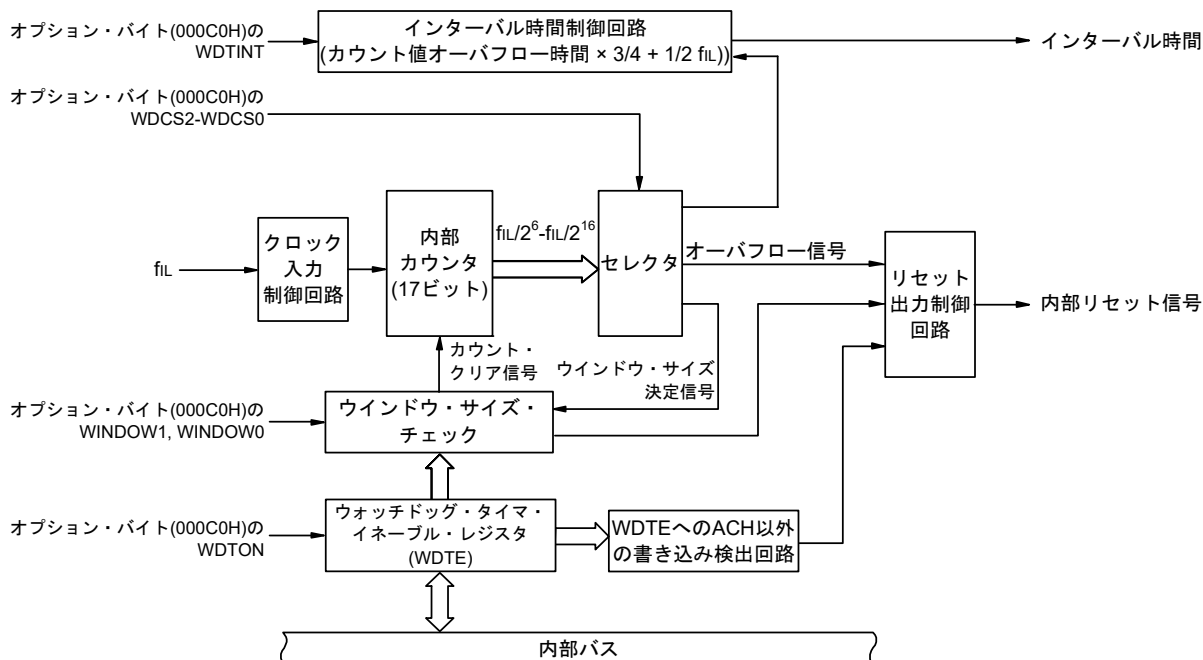 オプション・バイト(000C0H)の
WDTINT
インターバル時間制御回路
(カウント値オーバフロー時間 × 3/4 + 1/2 fIL))
インターバル時間
オプション・バイト(000C0H)の
WDCS2-WDCS0
fIL
クロック
入力
制御回路
内部
カウンタ
(17ビット)
fIL/2^6-fIL/2^16
セレクタ
オーバフロー信号
リセット
出力制御
回路
内部リセット信号
カウント・
クリア信号
ウインドウ・サイズ
決定信号
オプション・バイト(000C0H)の
WINDOW1, WINDOW0
ウインドウ・サイズ・
チェック
オプション・バイト(000C0H)の
WDTON
ウォッチドッグ・タイマ・
イネーブル・レジスタ
(WDTE)
WDTEへのACH以外
の書き込み検出回路
内部バス